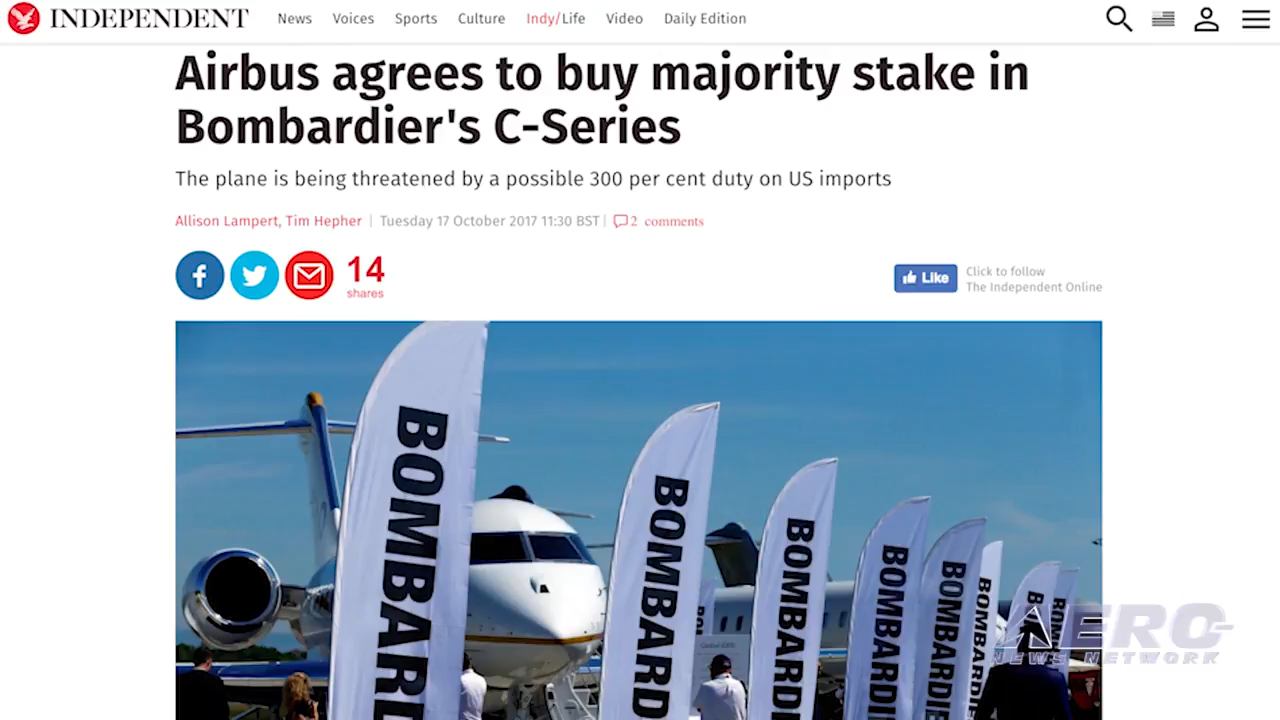 INDEPENDENT
News Voices Sports Culture Indy/Life Video Daily Edition
Airbus agrees to buy majority stake in
Bombardier's C-Series
The plane is being threatened by a possible 300 per cent duty on US imports
Allison Lampert, Tim Hepher | Tuesday 17 October 2017 11:30 BST | 2 comments
14
shares
Like
Click to follow
The Independent Online
BOMBARD
BOMBARD
BOMBARDI
BOMBARDIE
BOMBARDIE
BOMBARDI
AERO
NEWS NETWORK